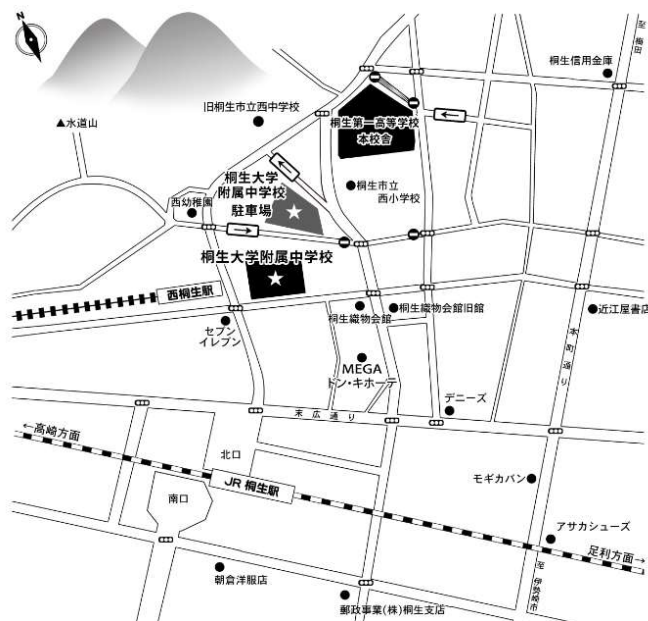 N
至
梅田
桐生信用金庫
旧桐生市立西中学校
▲水道山
桐生第一高等学校
本校舎
←
桐生大学
附属中学校
駐車場
←
桐生市立
西小学校
西幼稚園
→
桐生大学附属中学校
西桐生駅
セブン
イレブン
桐生織物会館
桐生織物会館旧館
近江屋書店
本町通り
MEGA
ドン・キホーテ
デニーズ
末広通り
←高崎方面
北口
JR 桐生駅
南口
モギカバン
アサカシューズ
足利方面→
朝倉洋服店
郵政事業(株)桐生支店
至
伊勢崎市